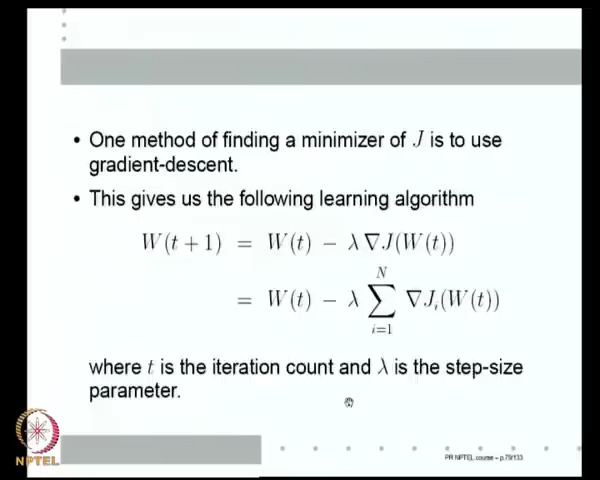 • One method of finding a minimizer of J is to use
gradient-descent.
• This gives us the following learning algorithm
W(t + 1) = W(t) − λ ∇J(W(t))
= W(t) − λ ∑_{i=1}^{N} ∇J_i(W(t))
where t is the iteration count and λ is the step-size
parameter.
NPTEL
PR NPTEL course – p.79/133